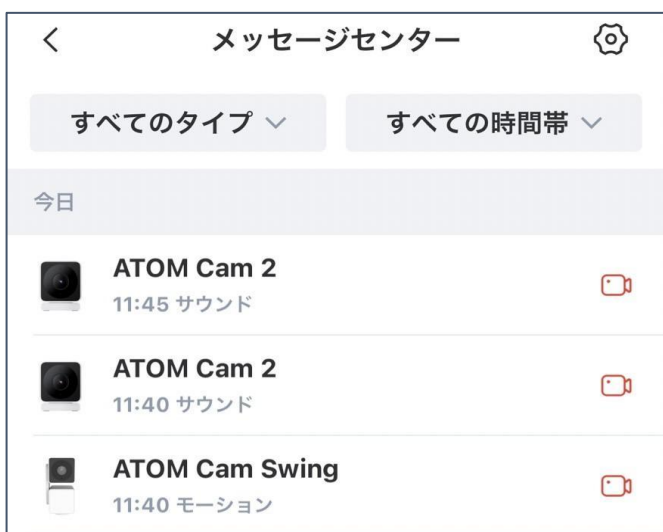 メッセージセンター
すべてのタイプ すべての時間帯
今日
ATOM Cam 2
11:45 サウンド
ATOM Cam 2
11:40 サウンド
ATOM Cam Swing
11:40 モーション